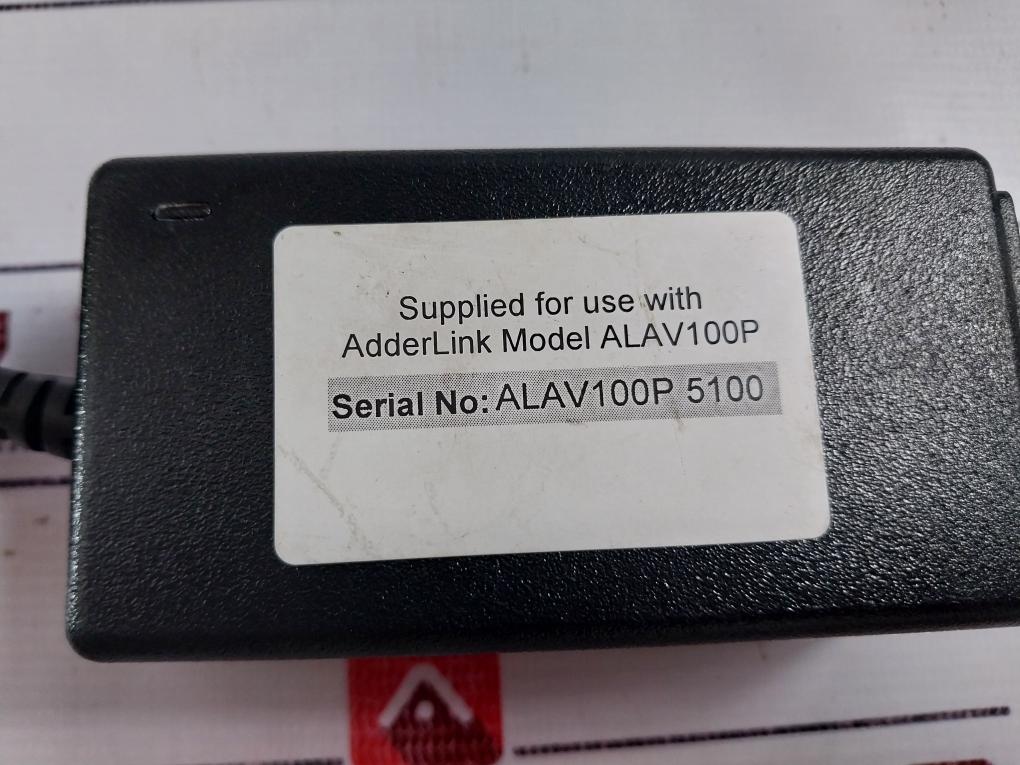 Supplied for use with
AdderLink Model ALAV100P
Serial No: ALAV100P 5100